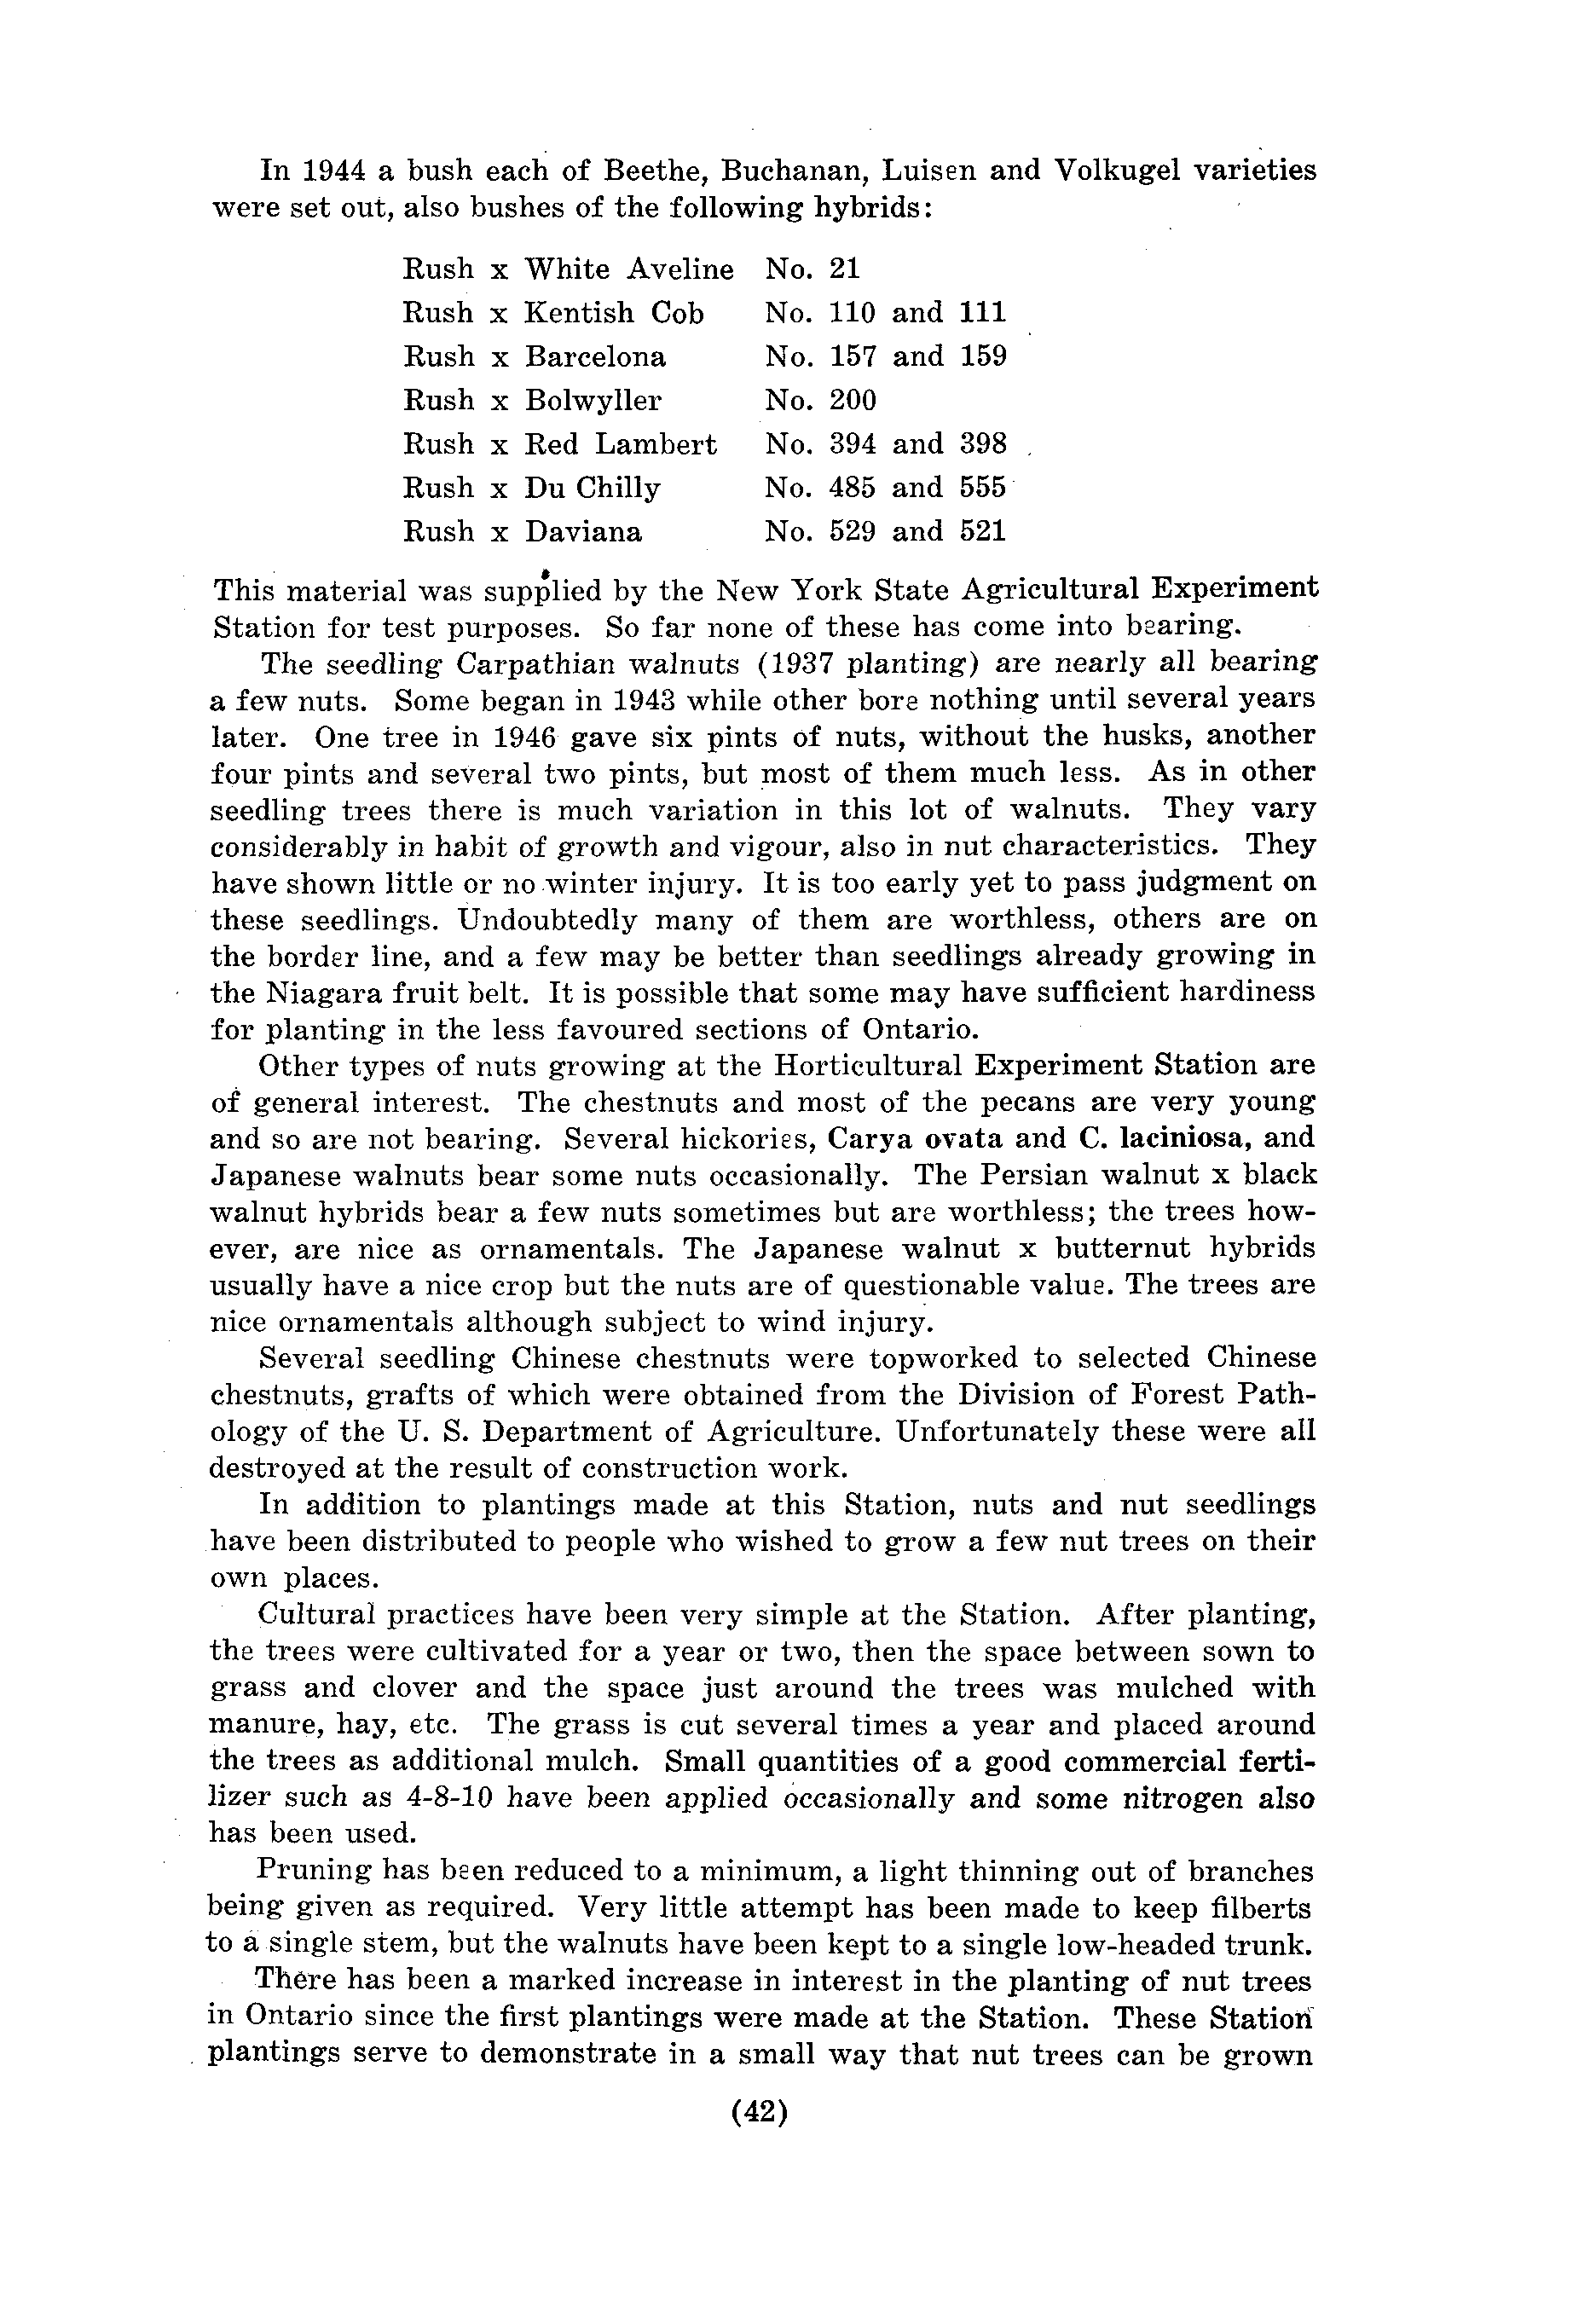 In 1944 a bush each of Beethe, Buchanan, Luisen and Volkugel varieties
were set out, also bushes of the following hybrids:
Rush x White Aveline No. 21
Rush x Kentish Cob No. 110 and 111
Rush x Barcelona No. 157 and 159
Rush x Bolwyller No. 200
Rush x Red Lambert No. 394 and 398
Rush x Du Chilly No. 485 and 555
Rush x Daviana No. 529 and 521
This material was supplied by the New York State Agricultural Experiment
Station for test purposes. So far none of these has come into bearing.
The seedling Carpathian walnuts (1937 planting) are nearly all bearing
a few nuts. Some began in 1943 while other bore nothing until several years
later. One tree in 1946 gave six pints of nuts, without the husks, another
four pints and several two pints, but most of them much less. As in other
seedling trees there is much variation in this lot of walnuts. They vary
considerably in habit of growth and vigour, also in nut characteristics. They
have shown little or no winter injury. It is too early yet to pass judgment on
these seedlings. Undoubtedly many of them are worthless, others are on
the border line, and a few may be better than seedlings already growing in
the Niagara fruit belt. It is possible that some may have sufficient hardiness
for planting in the less favoured sections of Ontario.
Other types of nuts growing at the Horticultural Experiment Station are
of general interest. The chestnuts and most of the pecans are very young
and so are not bearing. Several hickories, Carya ovata and C. laciniosa, and
Japanese walnuts bear some nuts occasionally. The Persian walnut x black
walnut hybrids bear a few nuts sometimes but are worthless; the trees how-
ever, are nice as ornamentals. The Japanese walnut x butternut hybrids
usually have a nice crop but the nuts are of questionable value. The trees are
nice ornamentals although subject to wind injury.
Several seedling Chinese chestnuts were topworked to selected Chinese
chestnuts, grafts of which were obtained from the Division of Forest Path-
ology of the U. S. Department of Agriculture. Unfortunately these were all
destroyed at the result of construction work.
In addition to plantings made at this Station, nuts and nut seedlings
have been distributed to people who wished to grow a few nut trees on their
own places.
Cultural practices have been very simple at the Station. After planting,
the trees were cultivated for a year or two, then the space between sown to
grass and clover and the space just around the trees was mulched with
manure, hay, etc. The grass is cut several times a year and placed around
the trees as additional mulch. Small quantities of a good commercial ferti-
lizer such as 4-8-10 have been applied occasionally and some nitrogen also
has been used.
Pruning has been reduced to a minimum, a light thinning out of branches
being given as required. Very little attempt has been made to keep filberts
to a single stem, but the walnuts have been kept to a single low-headed trunk.
There has been a marked increase in interest in the planting of nut trees
in Ontario since the first plantings were made at the Station. These Station
plantings serve to demonstrate in a small way that nut trees can be grown
(42)